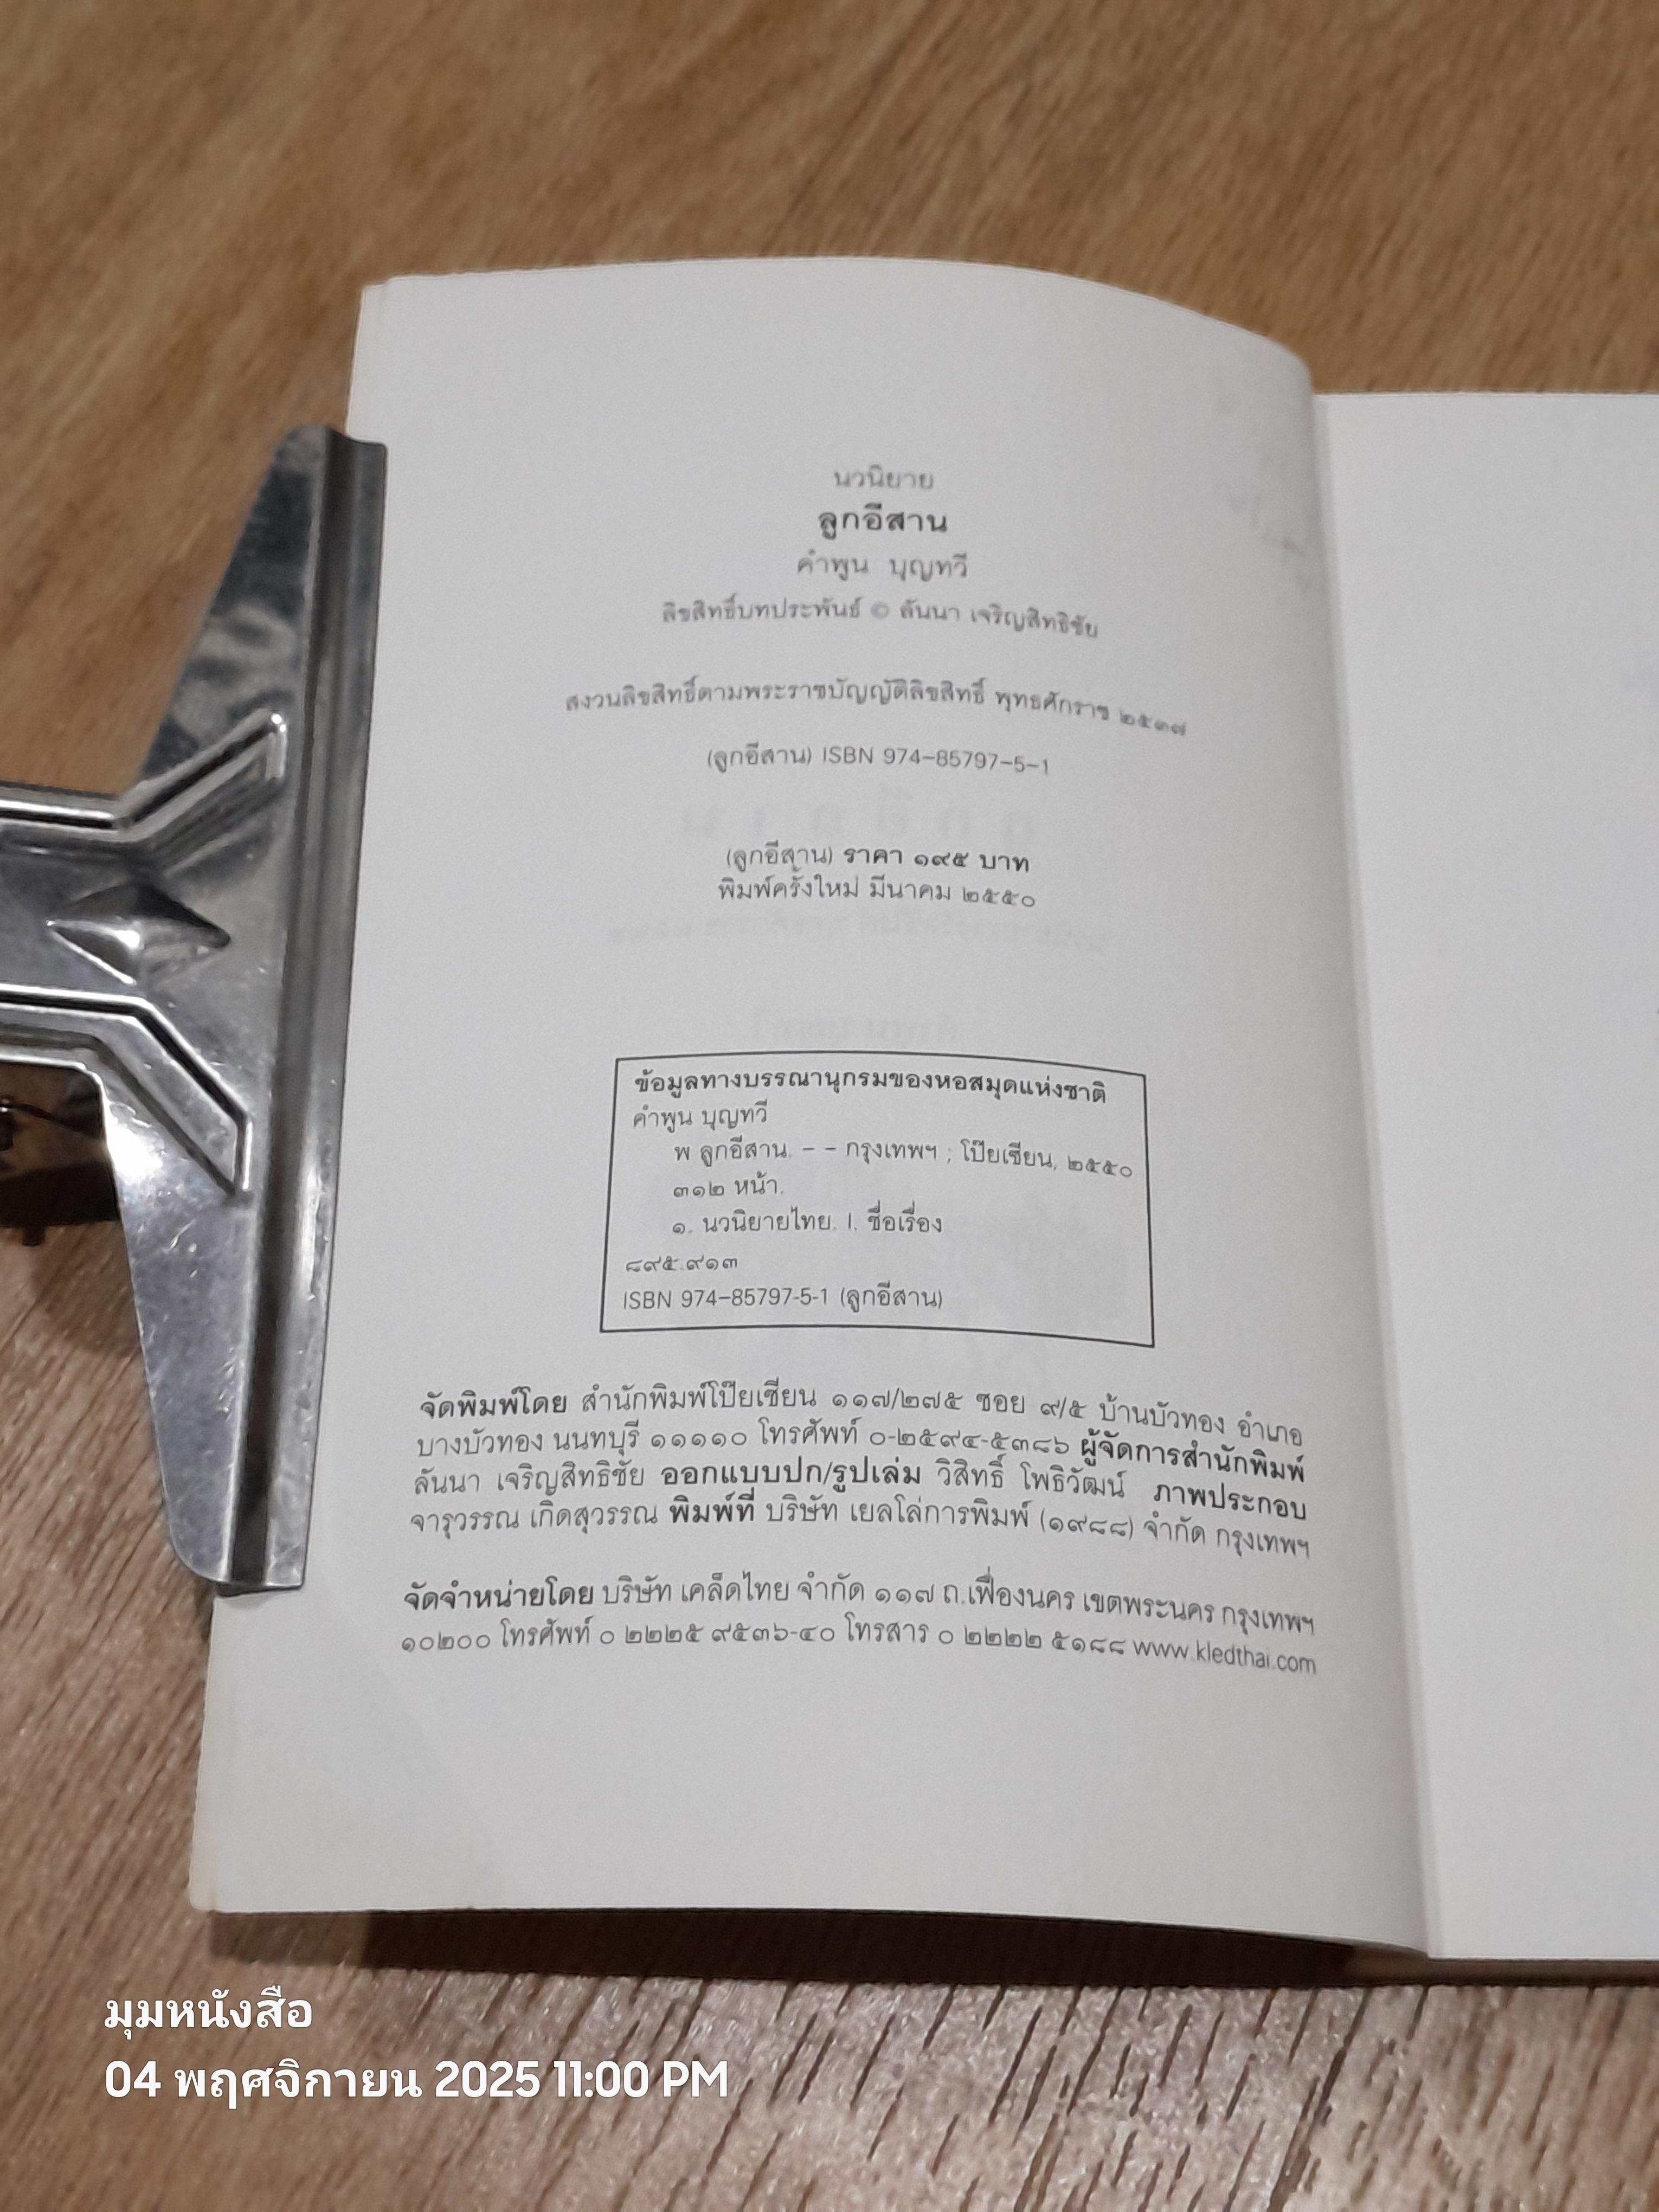 นวนิยาย
ลูกอีสาน
คำพูน บุญทวี
ลิขสิทธิ์บทประพันธ์ © ลันนา เจริญสิทธิชัย
สงวนลิขสิทธิ์ตามพระราชบัญญัติลิขสิทธิ์ พุทธศักราช ๒๕๓๗
(ลูกอีสาน) ISBN 974-85797-5-1
(ลูกอีสาน) ราคา ๑๙๕ บาท
พิมพ์ครั้งใหม่ มีนาคม ๒๕๕๐
ข้อมูลทางบรรณานุกรมของหอสมุดแห่งชาติ
คำพูน บุญทวี
พ ลูกอีสาน. - - กรุงเทพฯ ; โป๊ยเซียน, ๒๕๕๐
๓๑๒ หน้า.
๑. นวนิยายไทย. I. ชื่อเรื่อง
๘๙๕.๙๑๓
ISBN 974-85797-5-1 (ลูกอีสาน)
จัดพิมพ์โดย สำนักพิมพ์โป๊ยเซียน ๑๑๗/๒๗๕ ซอย ๙/๕ บ้านบัวทอง อำเภอ
บางบัวทอง นนทบุรี ๑๑๑๑๐ โทรศัพท์ ๐-๒๕๙๔-๕๓๘๖ ผู้จัดการสำนักพิมพ์
ลันนา เจริญสิทธิชัย ออกแบบปก/รูปเล่ม วิสิทธิ์ โพธิวัฒน์ ภาพประกอบ
จารุวรรณ เกิดสุวรรณ พิมพ์ที่ บริษัท เยลโล่การพิมพ์ (๑๙๘๘) จำกัด กรุงเทพฯ
จัดจำหน่ายโดย บริษัท เคล็ดไทย จำกัด ๑๑๗ ถ.เฟื่องนคร เขตพระนคร กรุงเทพฯ
๑๐๒๐๐ โทรศัพท์ ๐ ๒๒๒๕ ๙๕๓๖-๔๐ โทรสาร ๐ ๒๒๒๒ ๕๑๘๘ www.kledthai.com
มุมหนังสือ
04 พฤศจิกายน 2025 11:00 PM